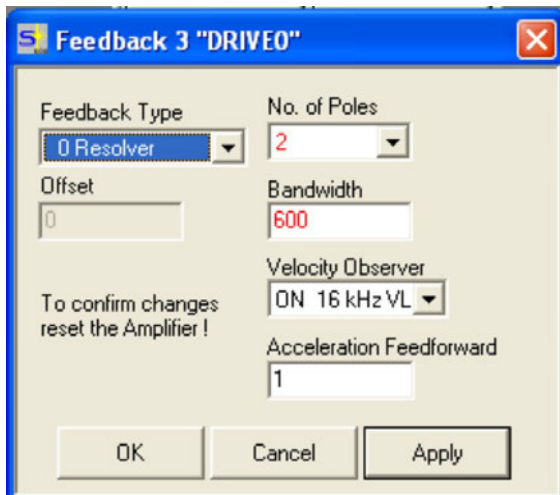 Feedback 3 "DRIVE0"
Feedback Type
0 Resolver
Offset
0
To confirm changes
reset the Amplifier !
No. of Poles
2
Bandwidth
600
Velocity Observer
ON 16 kHz VL
Acceleration Feedforward
1
OK
Cancel
Apply